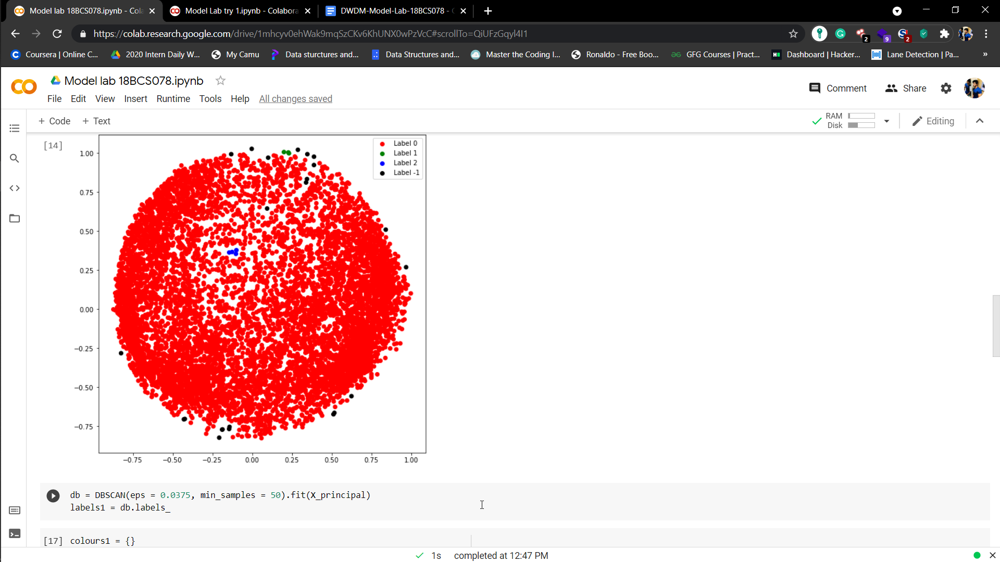 Model lab 18BCS078.ipynb - Cola
Model Lab try 1.ipynb - Colabora
DWDM-Model-Lab-18BCS078 -
https://colab.research.google.com/drive/1mhcyv0ehWak9mqSzCKv6KhUNX0wPzVcC#scrollTo=QiUFzGqyl4I1
2
9
2
Coursera | Online C...
2020 Intern Daily W...
My Camu
Data sturctures and...
Data Structures and...
Master the Coding I...
Ronaldo - Free Boo...
GFG Courses | Pract...
Dashboard | Hacker...
Lane Detection | Pa...
»
Model lab 18BCS078.ipynb
File Edit View Insert Runtime Tools Help All changes saved
Comment
Share
+ Code + Text
RAM
Disk
Editing
[14]
Label 0
Label 1
Label 2
Label -1
1.00
0.75
0.50
0.25
0.00
−0.25
−0.50
−0.75
−0.75 −0.50 −0.25 0.00 0.25 0.50 0.75 1.00
db = DBSCAN(eps = 0.0375, min_samples = 50).fit(X_principal)
labels1 = db.labels_
[17] colours1 = {}
1s completed at 12:47 PM